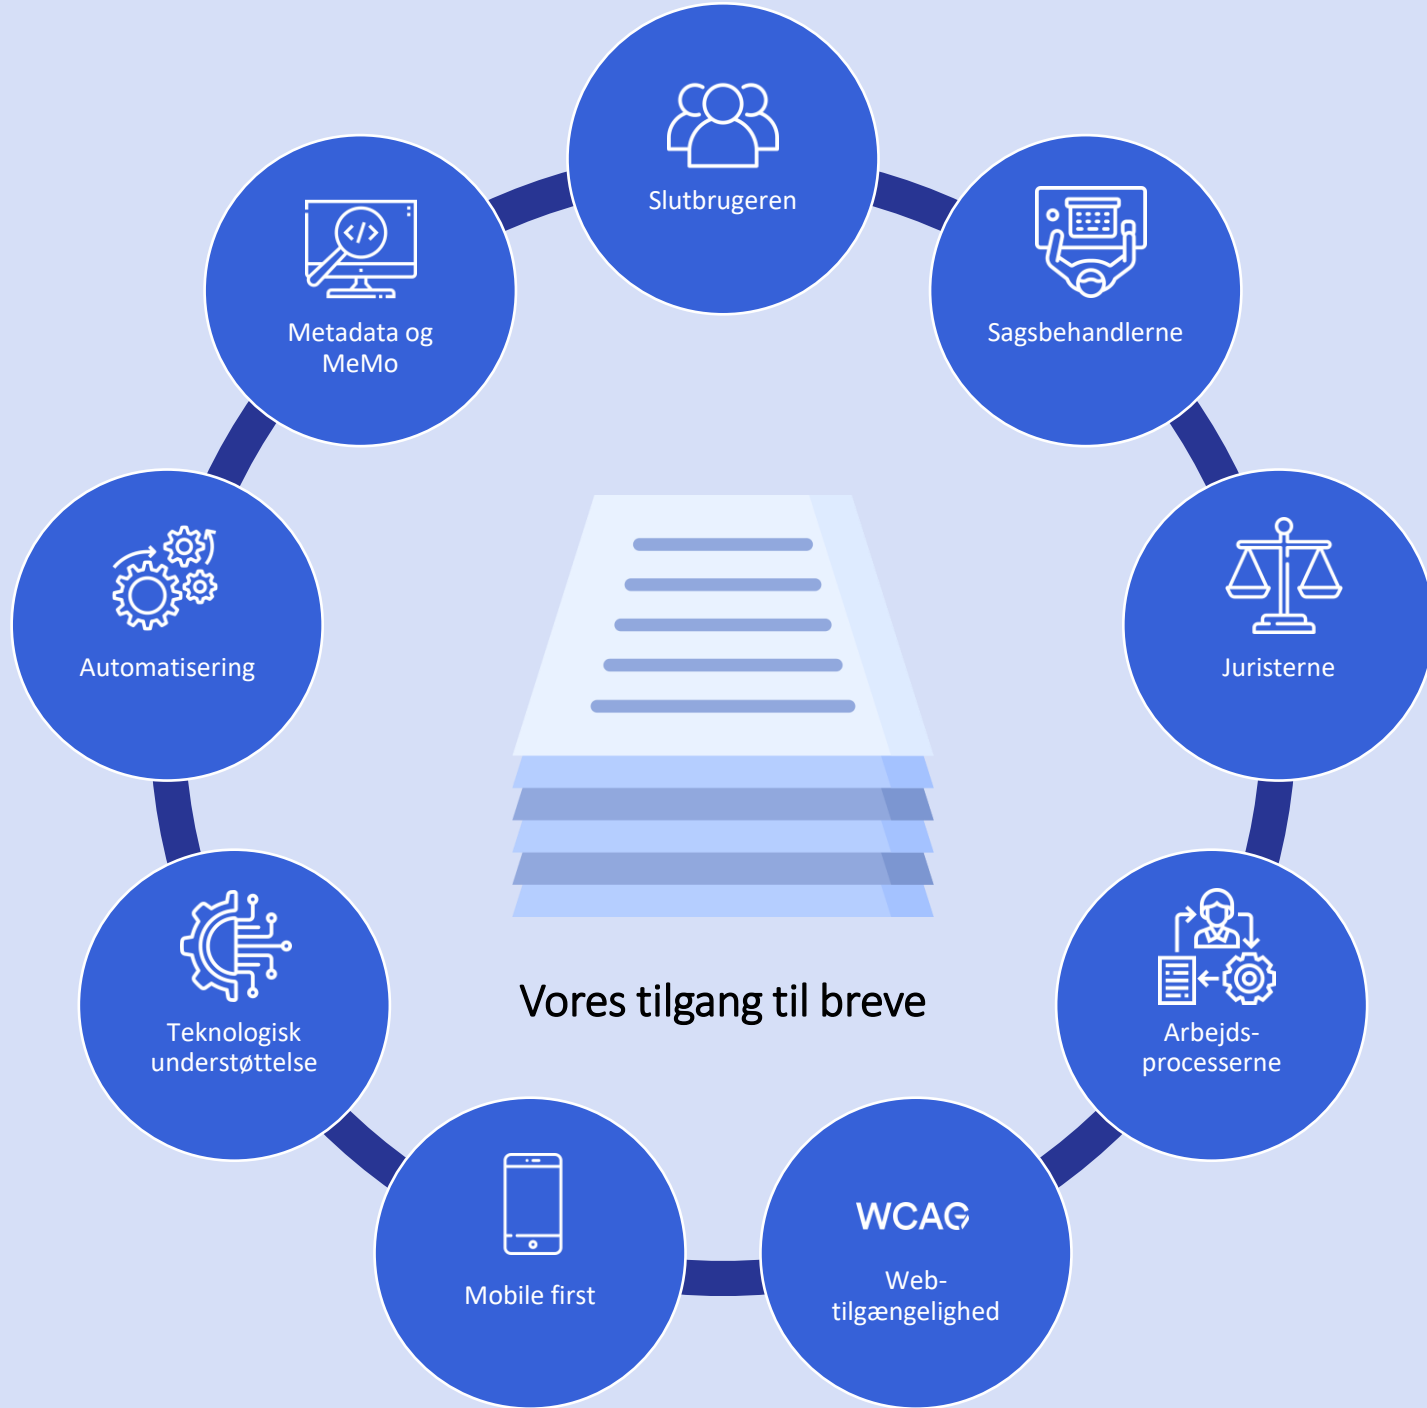 Slutbrugeren
Sagsbehandlerne
Juristerne
Arbejds-
processerne
WCAG
Web-
tilgængelighed
Mobile first
Teknologisk
understøttelse
Automatisering
Metadata og
MeMo
</>
Vores tilgang til breve